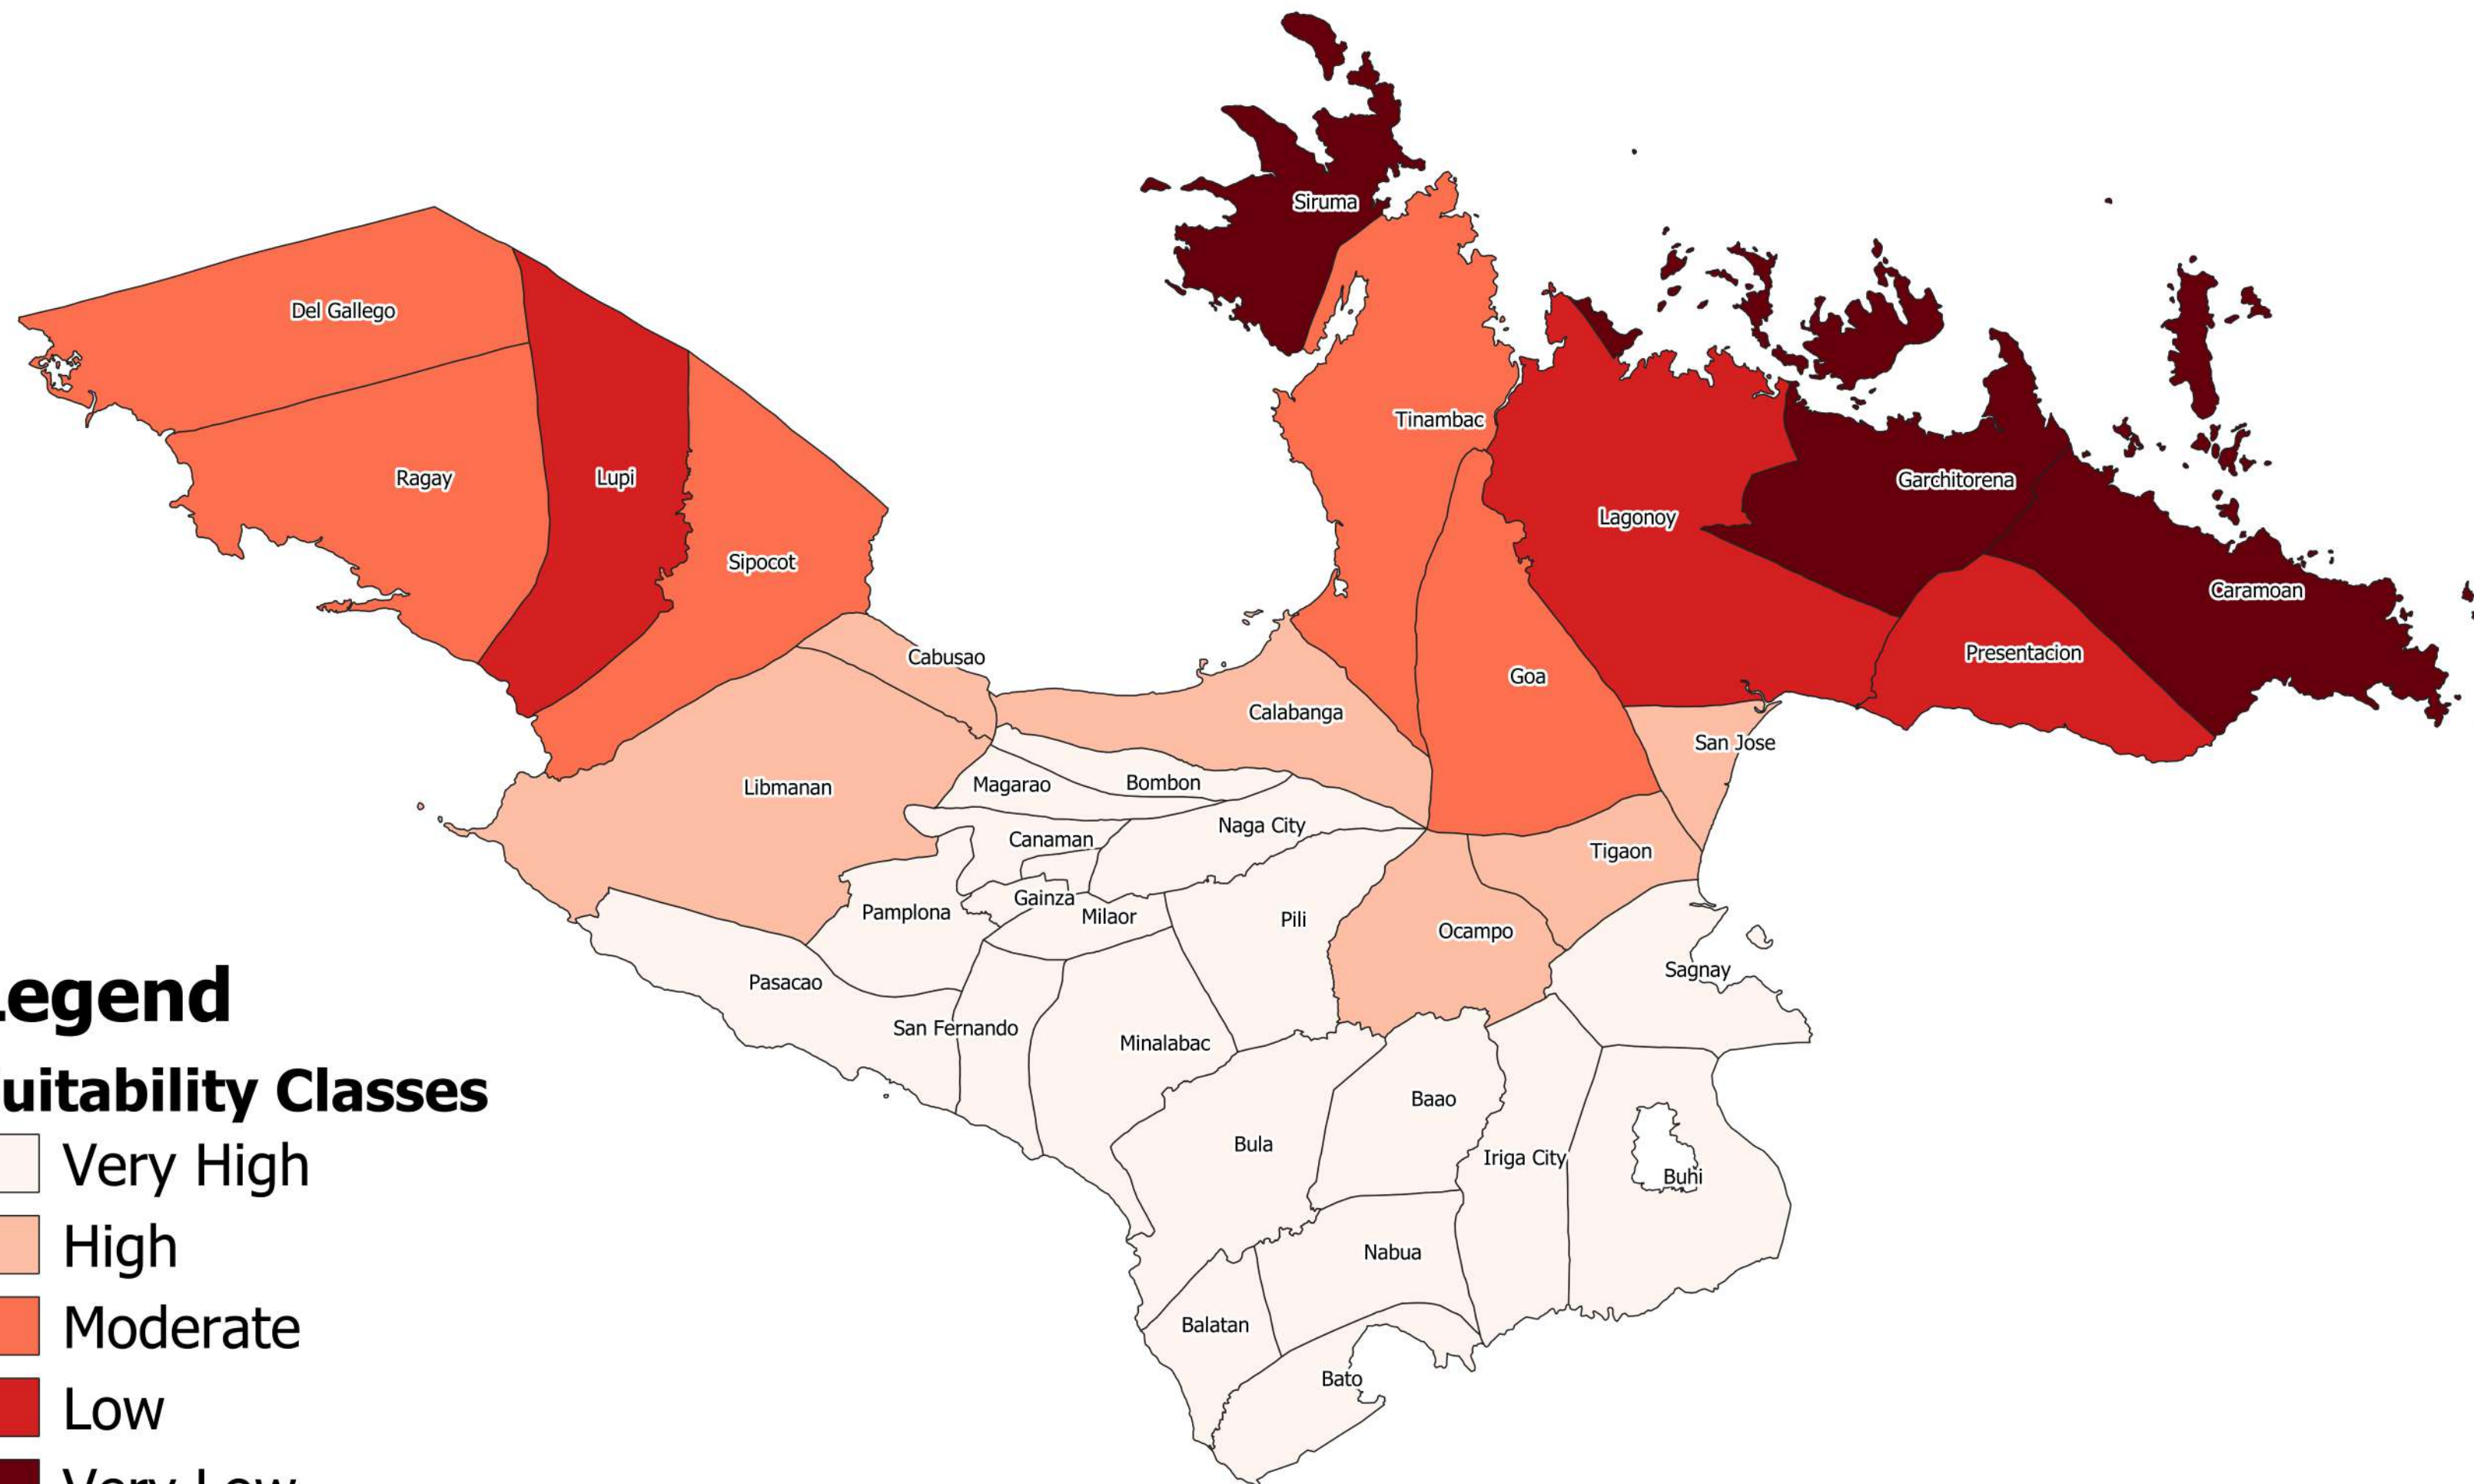 Siruma
Del Gallego
Tinambac
Ragay
Lupi
Garchitorena
Lagonoy
Sipocot
Caramoan
Cabusao
Presentacion
Goa
Calabanga
San Jose
Libmanan
Magarao
Bombon
Naga City
Canaman
Tigaon
Gainza
Pamplona
Milaor
Pili
Ocampo
Sagnay
Pasacao
San Fernando
Minalabac
Baao
Bula
Iriga City
Buhi
Nabua
Balatan
Bato
Legend
uitability Classes
Very High
High
Moderate
Low
Very Low